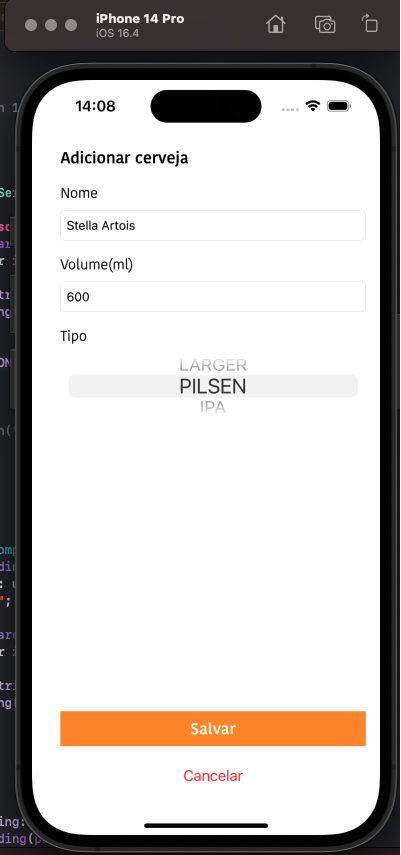 iPhone 14 Pro
iOS 16.4
14:08
Adicionar cerveja
Nome
Stella Artois
Volume(ml)
600
Tipo
LARGER
PILSEN
IPA
Salvar
Cancelar